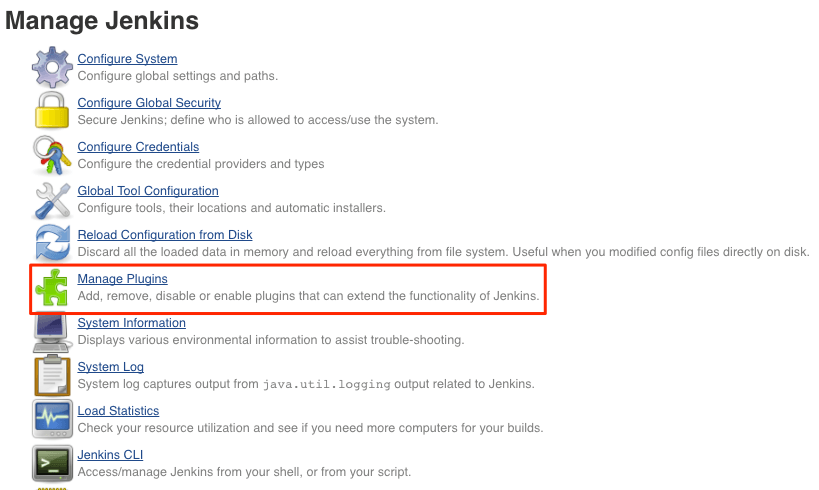 Manage Jenkins
Configure System
Configure global settings and paths.
Configure Global Security
Secure Jenkins; define who is allowed to access/use the system.
Configure Credentials
Configure the credential providers and types
Global Tool Configuration
Configure tools, their locations and automatic installers.
Reload Configuration from Disk
Discard all the loaded data in memory and reload everything from file system. Useful when you modified config files directly on disk.
Manage Plugins
Add, remove, disable or enable plugins that can extend the functionality of Jenkins.
System Information
Displays various environmental information to assist trouble-shooting.
System Log
System log captures output from java.util.logging output related to Jenkins.
Load Statistics
Check your resource utilization and see if you need more computers for your builds.
Jenkins CLI
Access/manage Jenkins from your shell, or from your script.